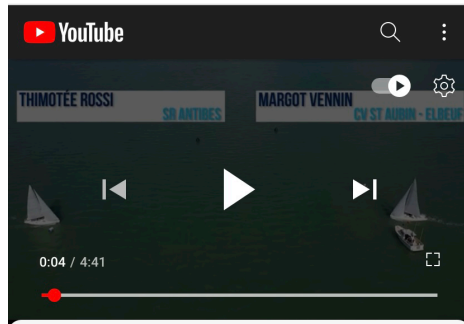 YouTube
THIMOTÉE ROSSI
SR ANTIBES
MARGOT VENNIN
CV ST AUBIN - ELBEUF
0:04 / 4:41